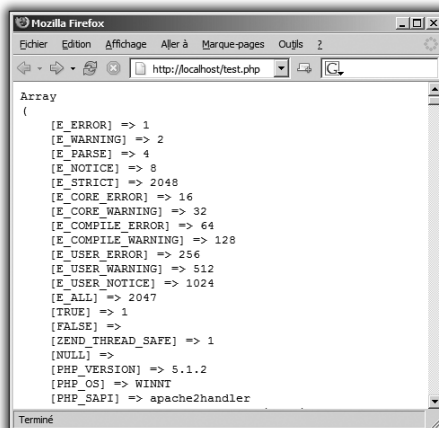 Mozilla Firefox
Fichier Edition Affichage Aller à Marque-pages Outils ?
http://localhost/test.php G
Array
(
[E_ERROR] => 1
[E_WARNING] => 2
[E_PARSE] => 4
[E_NOTICE] => 8
[E_STRICT] => 2048
[E_CORE_ERROR] => 16
[E_CORE_WARNING] => 32
[E_COMPILE_ERROR] => 64
[E_COMPILE_WARNING] => 128
[E_USER_ERROR] => 256
[E_USER_WARNING] => 512
[E_USER_NOTICE] => 1024
[E_ALL] => 2047
[TRUE] => 1
[FALSE] =>
[ZEND_THREAD_SAFE] => 1
[NULL] =>
[PHP_VERSION] => 5.1.2
[PHP_OS] => WINNT
[PHP_SAPI] => apache2handler
Terminé